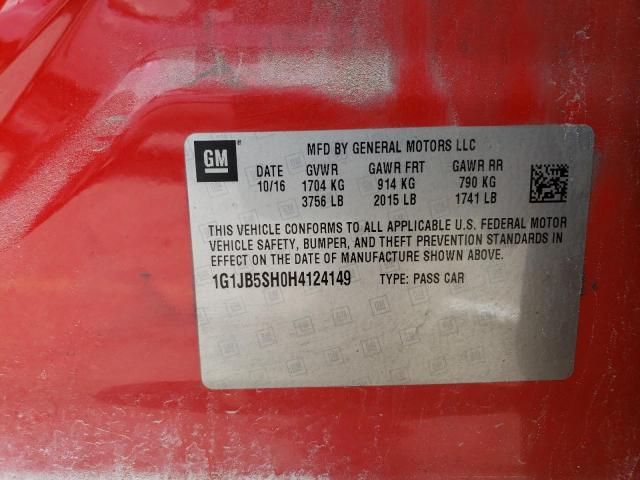 GM
MFD BY GENERAL MOTORS LLC
DATE GVWR GAWR FRT GAWR RR
10/16 1704 KG 914 KG 790 KG
3756 LB 2015 LB 1741 LB
THIS VEHICLE CONFORMS TO ALL APPLICABLE U.S. FEDERAL MOTOR
VEHICLE SAFETY, BUMPER, AND THEFT PREVENTION STANDARDS IN
EFFECT ON THE DATE OF MANUFACTURE SHOWN ABOVE.
1G1JB5SH0H4124149 TYPE: PASS CAR